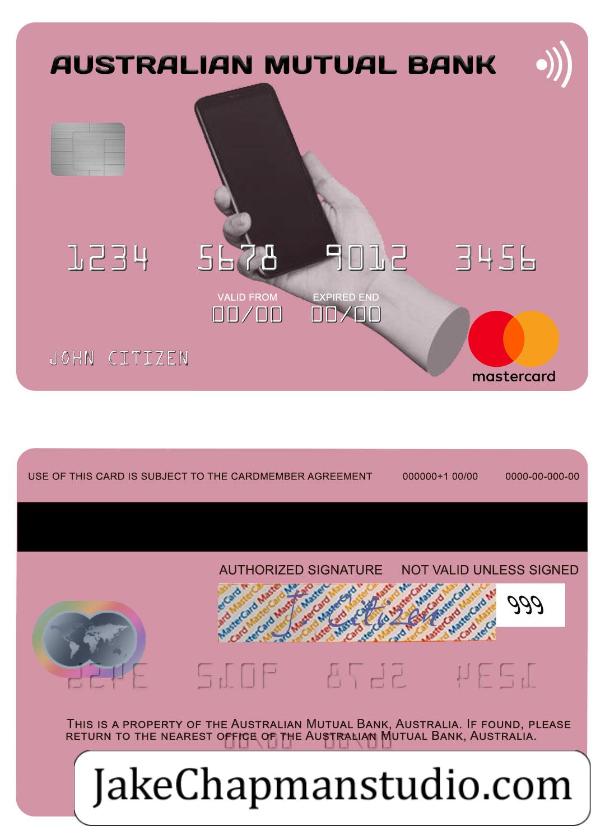 AUSTRALIAN MUTUAL BANK
1234 5678 9012 3456
VALID FROM EXPIRED END
00/00 00/00
JOHN CITIZEN
mastercard
USE OF THIS CARD IS SUBJECT TO THE CARDMEMBER AGREEMENT 000000+1 00/00 0000-00-000-00
AUTHORIZED SIGNATURE NOT VALID UNLESS SIGNED
J. Citizen 999
THIS IS A PROPERTY OF THE AUSTRALIAN MUTUAL BANK, AUSTRALIA. IF FOUND, PLEASE
RETURN TO THE NEAREST OFFICE OF THE AUSTRALIAN MUTUAL BANK, AUSTRALIA.
JakeChapmanstudio.com